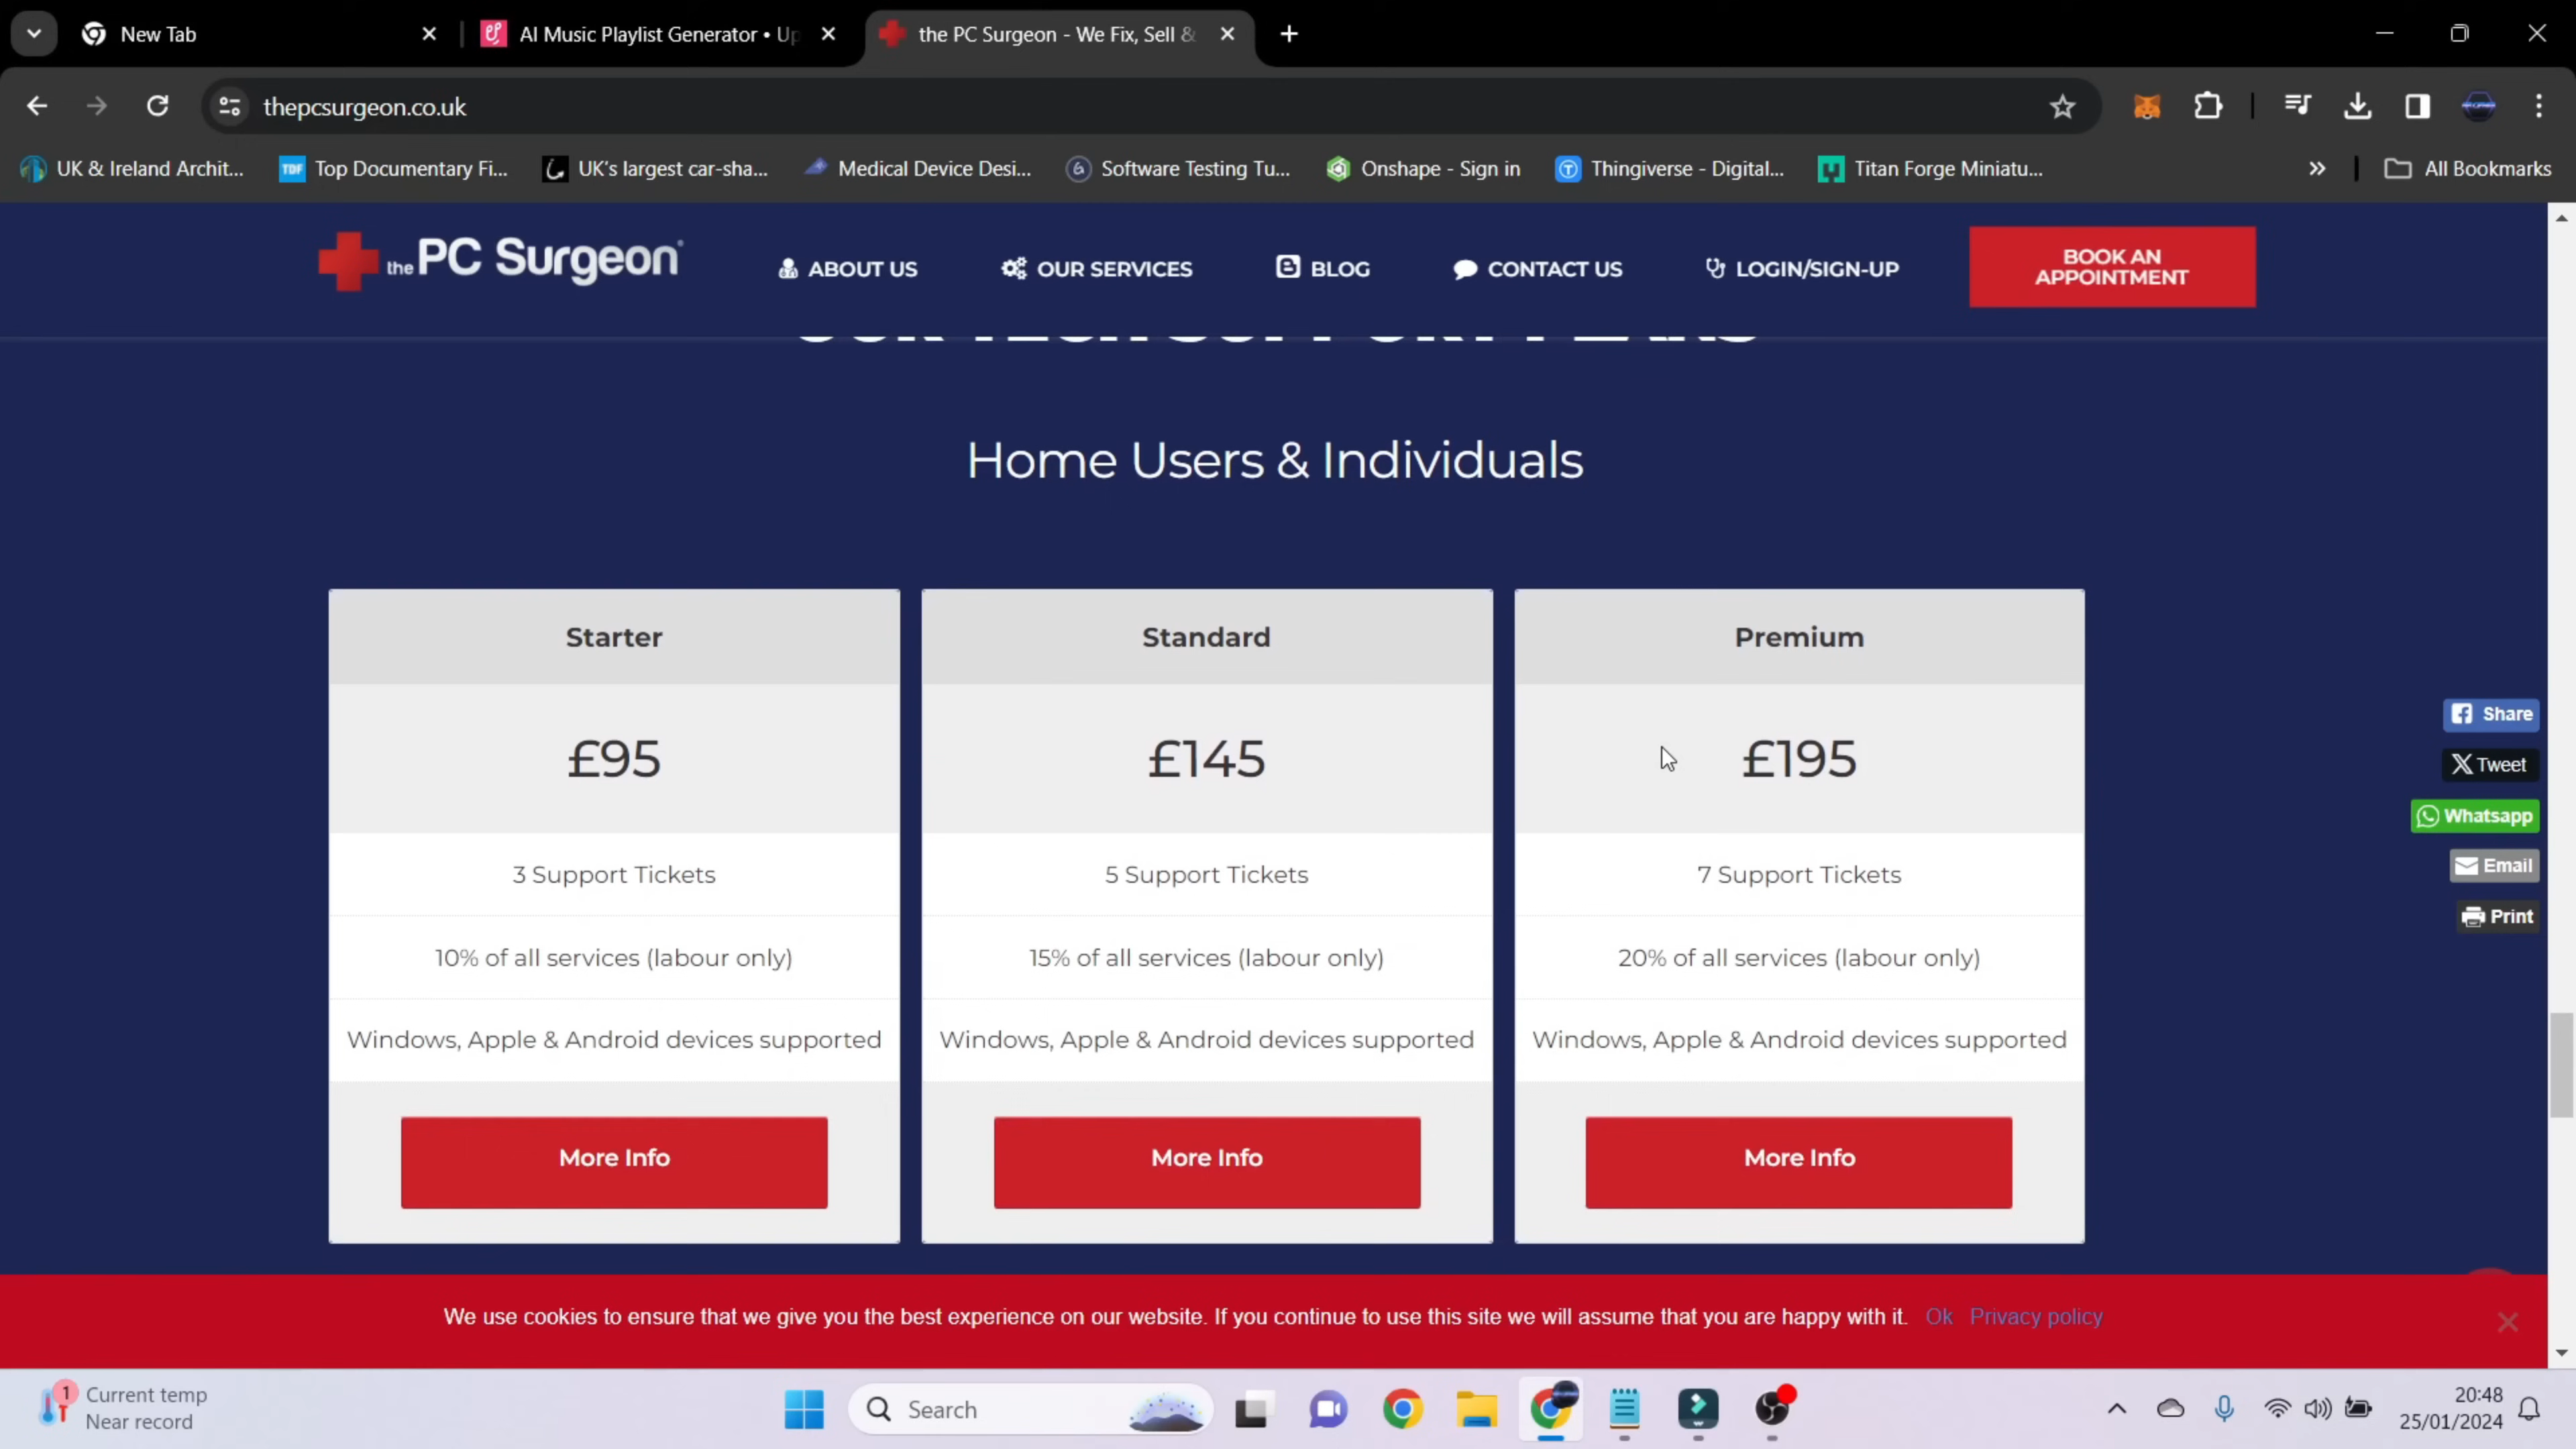 New Tab
AI Music Playlist Generator • Up
the PC Surgeon - We Fix, Sell &
thepcsurgeon.co.uk
UK & Ireland Archit...
Top Documentary Fi...
UK's largest car-sha...
Medical Device Desi...
Software Testing Tu...
Onshape - Sign in
Thingiverse - Digital...
Titan Forge Miniatu...
All Bookmarks
the PC Surgeon
ABOUT US
OUR SERVICES
BLOG
CONTACT US
LOGIN/SIGN-UP
BOOK AN
APPOINTMENT
Home Users & Individuals
Starter
Standard
Premium
£95
£145
£195
3 Support Tickets
5 Support Tickets
7 Support Tickets
10% of all services (labour only)
15% of all services (labour only)
20% of all services (labour only)
Windows, Apple & Android devices supported
Windows, Apple & Android devices supported
Windows, Apple & Android devices supported
More Info
More Info
More Info
Share
Tweet
Whatsapp
Email
Print
We use cookies to ensure that we give you the best experience on our website. If you continue to use this site we will assume that you are happy with it. Ok Privacy policy
1
Current temp
Near record
Search
20:48
25/01/2024